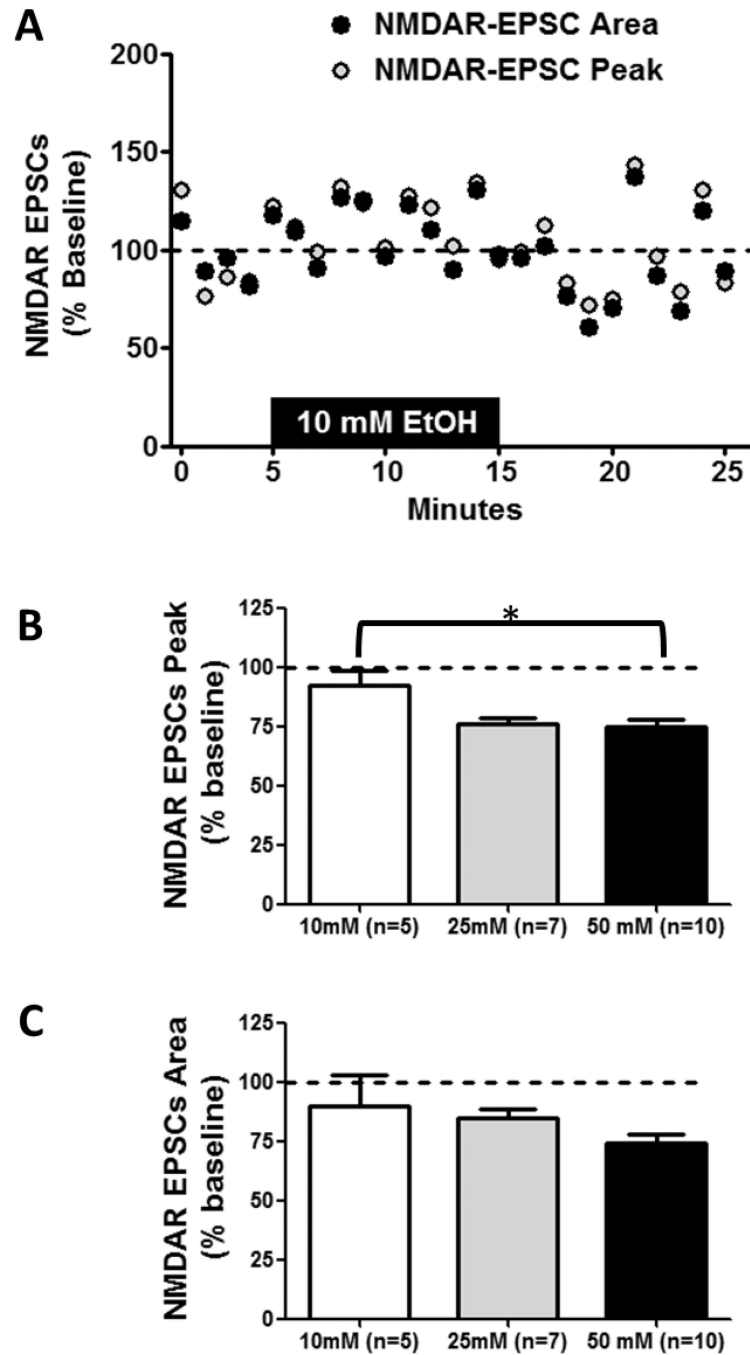 A
NMDAR-EPSC Area
NMDAR-EPSC Peak
NMDAR EPSCs
(% Baseline)
200
150
100
50
0
10 mM EtOH
0 5 10 15 20 25
Minutes
B
NMDAR EPSCs Peak
(% baseline)
125
100
75
50
25
0
*
10mM (n=5) 25mM (n=7) 50 mM (n=10)
C
NMDAR EPSCs Area
(% baseline)
125
100
75
50
25
0
10mM (n=5) 25mM (n=7) 50 mM (n=10)